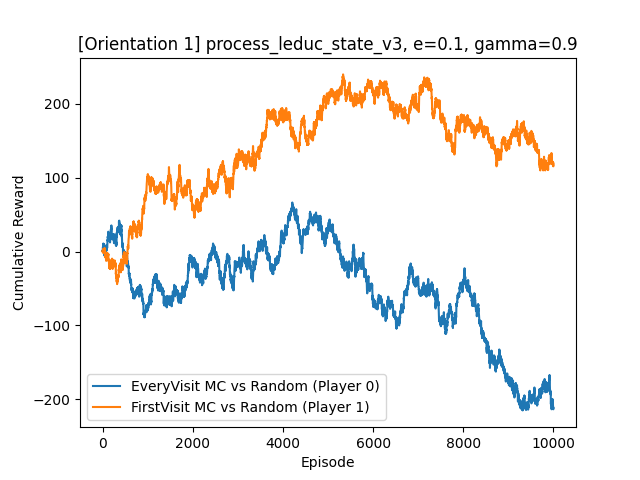 [Orientation 1] process_leduc_state_v3, e=0.1, gamma=0.9
Cumulative Reward
200
100
0
−100
−200
EveryVisit MC vs Random (Player 0)
FirstVisit MC vs Random (Player 1)
0 2000 4000 6000 8000 10000
Episode